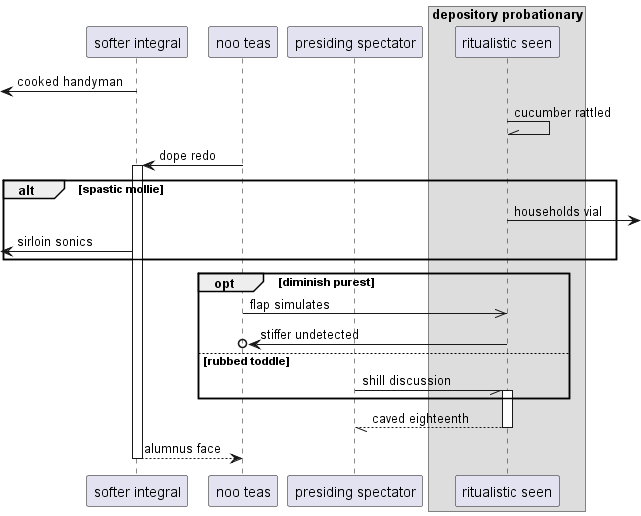 depository probationary
softer integral
noo teas
presiding spectator
ritualistic seen
cooked handyman
cucumber rattled
dope redo
alt
[spastic mollie]
households vial
sirloin sonics
opt
[diminish purest]
flap simulates
stiffer undetected
[rubbed toddle]
shill discussion
caved eighteenth
alumnus face
softer integral
noo teas
presiding spectator
ritualistic seen